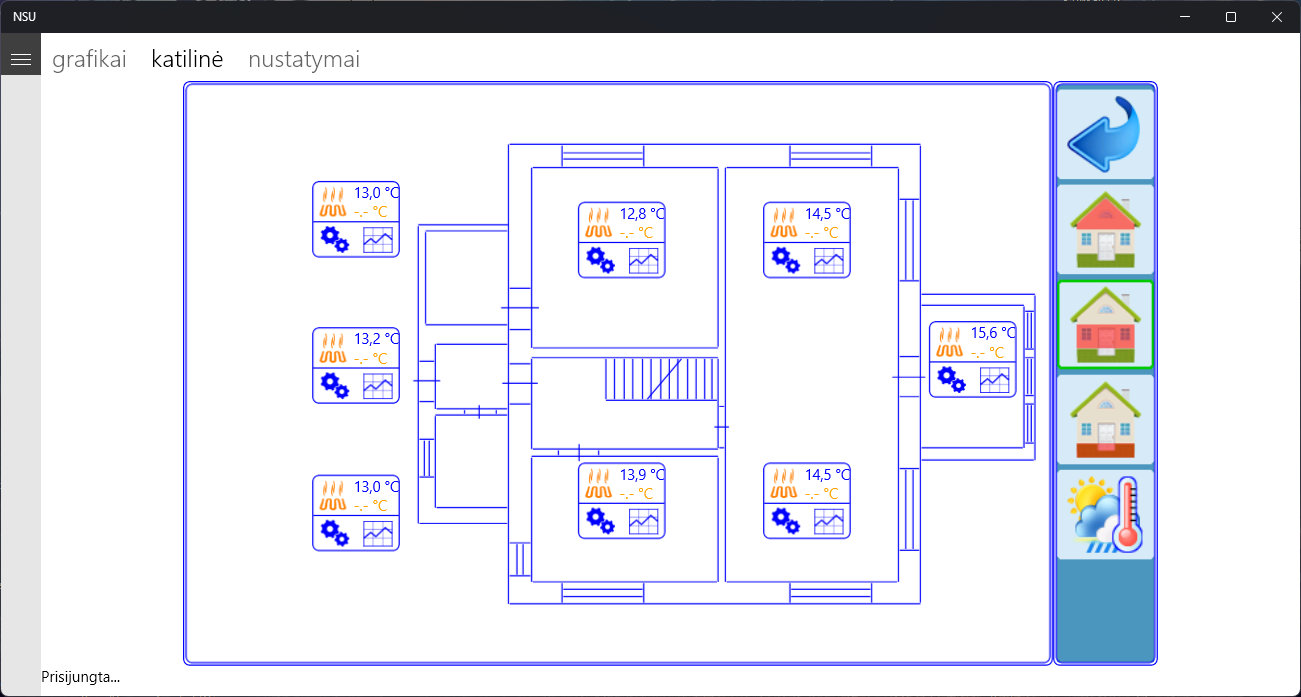 NSU
grafikai katilinė nustatymai
13,0 °C
-.- °C
12,8 °C
-.- °C
14,5 °C
-.- °C
13,2 °C
-.- °C
15,6 °C
-.- °C
13,9 °C
-.- °C
14,5 °C
-.- °C
13,0 °C
-.- °C
Prisijungta...